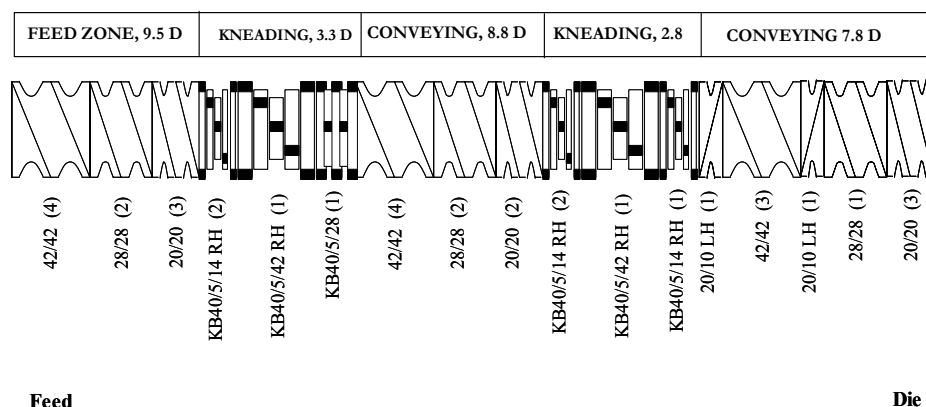 FEED ZONE, 9.5 D
KNEADING, 3.3 D
CONVEYING, 8.8 D
KNEADING, 2.8
CONVEYING 7.8 D
42/42 (4)
28/28 (2)
20/20 (3)
KB40/5/14 RH (2)
KB40/5/42 RH (1)
KB40/5/28 (1)
42/42 (4)
28/28 (2)
20/20 (2)
KB40/5/14 RH (2)
KB40/5/42 RH (1)
KB40/5/14 RH (1)
20/10 LH (1)
42/42 (3)
20/10 LH (1)
28/28 (1)
20/20 (3)
Feed
Die